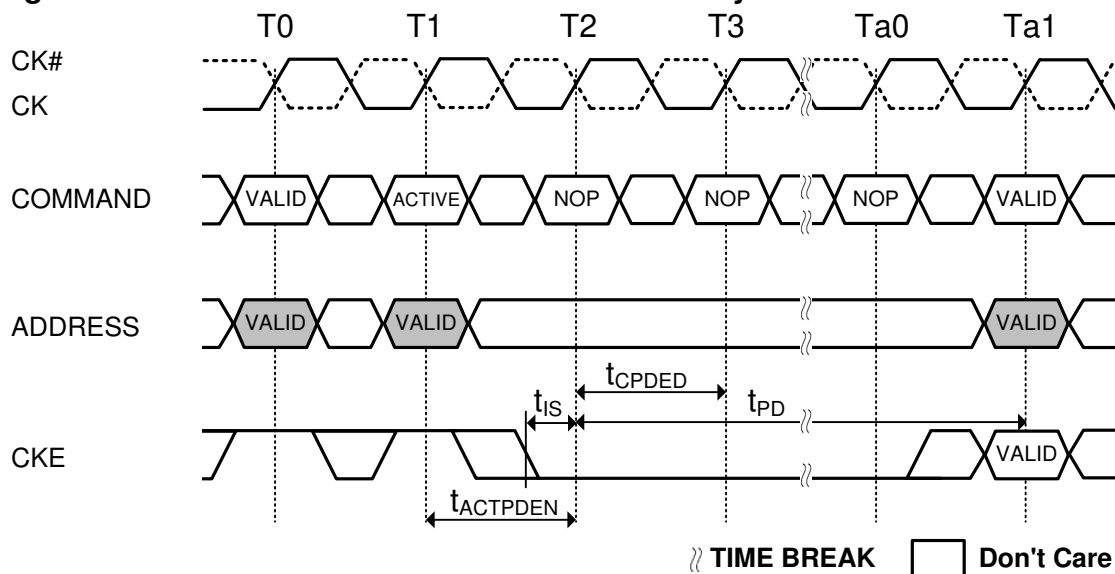 T0 T1 T2 T3 Ta0 Ta1
CK#
CK
COMMAND VALID ACTIVE NOP NOP NOP VALID
ADDRESS VALID VALID VALID
tCPDED
tIS tPD
CKE VALID
tACTPDEN
TIME BREAK Don't Care